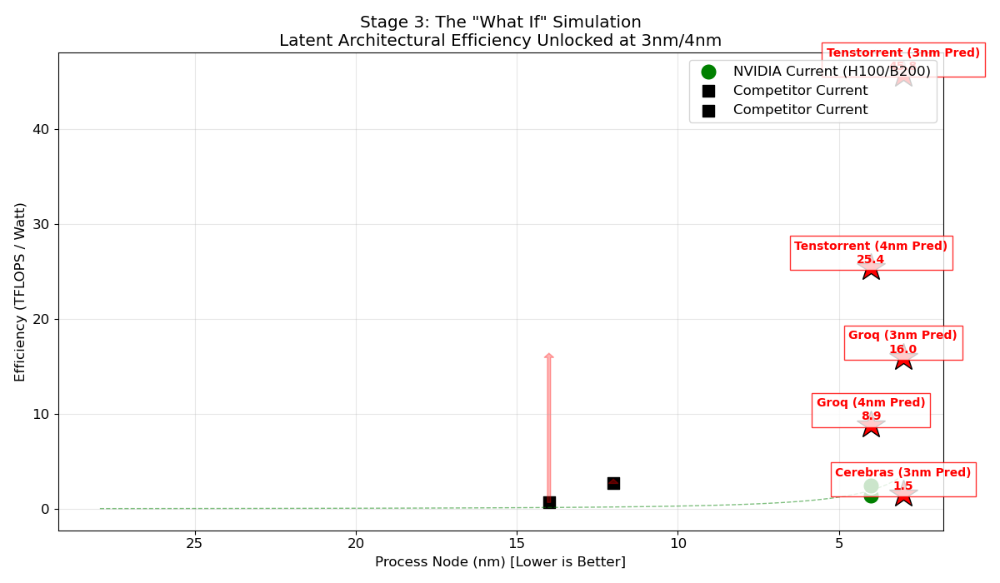 Stage 3: The "What If" Simulation
Latent Architectural Efficiency Unlocked at 3nm/4nm
Tenstorrent (3nm Pred)
NVIDIA Current (H100/B200)
Competitor Current
Competitor Current
Tenstorrent (4nm Pred)
25.4
Groq (3nm Pred)
16.0
Groq (4nm Pred)
8.9
Cerebras (3nm Pred)
1.5
40
30
20
10
0
Efficiency (TFLOPS / Watt)
25
20
15
10
5
Process Node (nm) [Lower is Better]